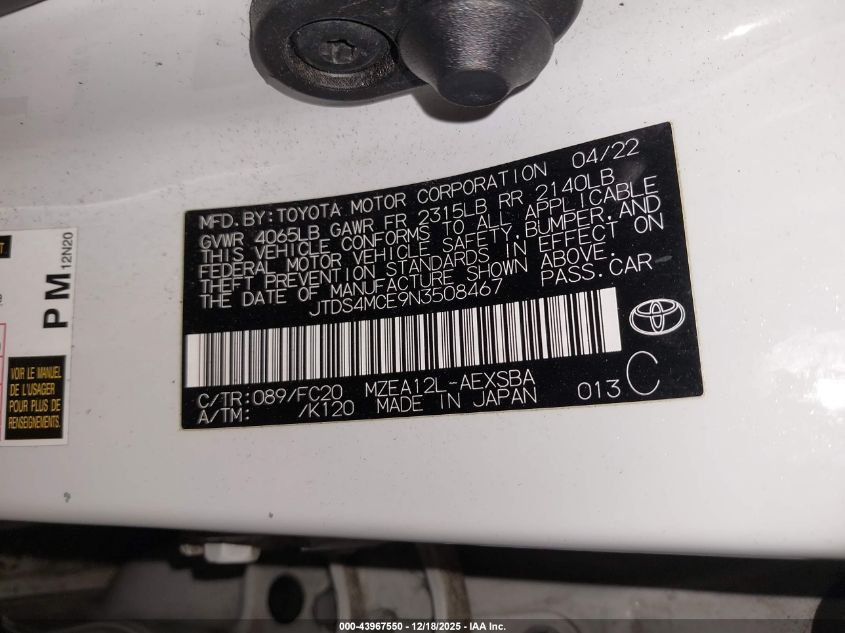 MFD. BY: TOYOTA MOTOR CORPORATION 04/22
GVWR 4065LB GAWR FR 2315LB RR 2140LB
THIS VEHICLE CONFORMS TO ALL APPLICABLE
FEDERAL MOTOR VEHICLE SAFETY, BUMPER, AND
THEFT PREVENTION STANDARDS IN EFFECT ON
THE DATE OF MANUFACTURE SHOWN ABOVE.
JTDS4MCE9N3508467 PASS. CAR
C/TR: 089/FC20 MZEA12L-AEXSBA
A/TM: /K120 MADE IN JAPAN 013 C
PM 12N20
VOIR LE MANUEL
DE L'USAGER
POUR PLUS DE
RENSEIGNEMENTS.
000-43967550 — 12/18/2025 — IAA Inc.